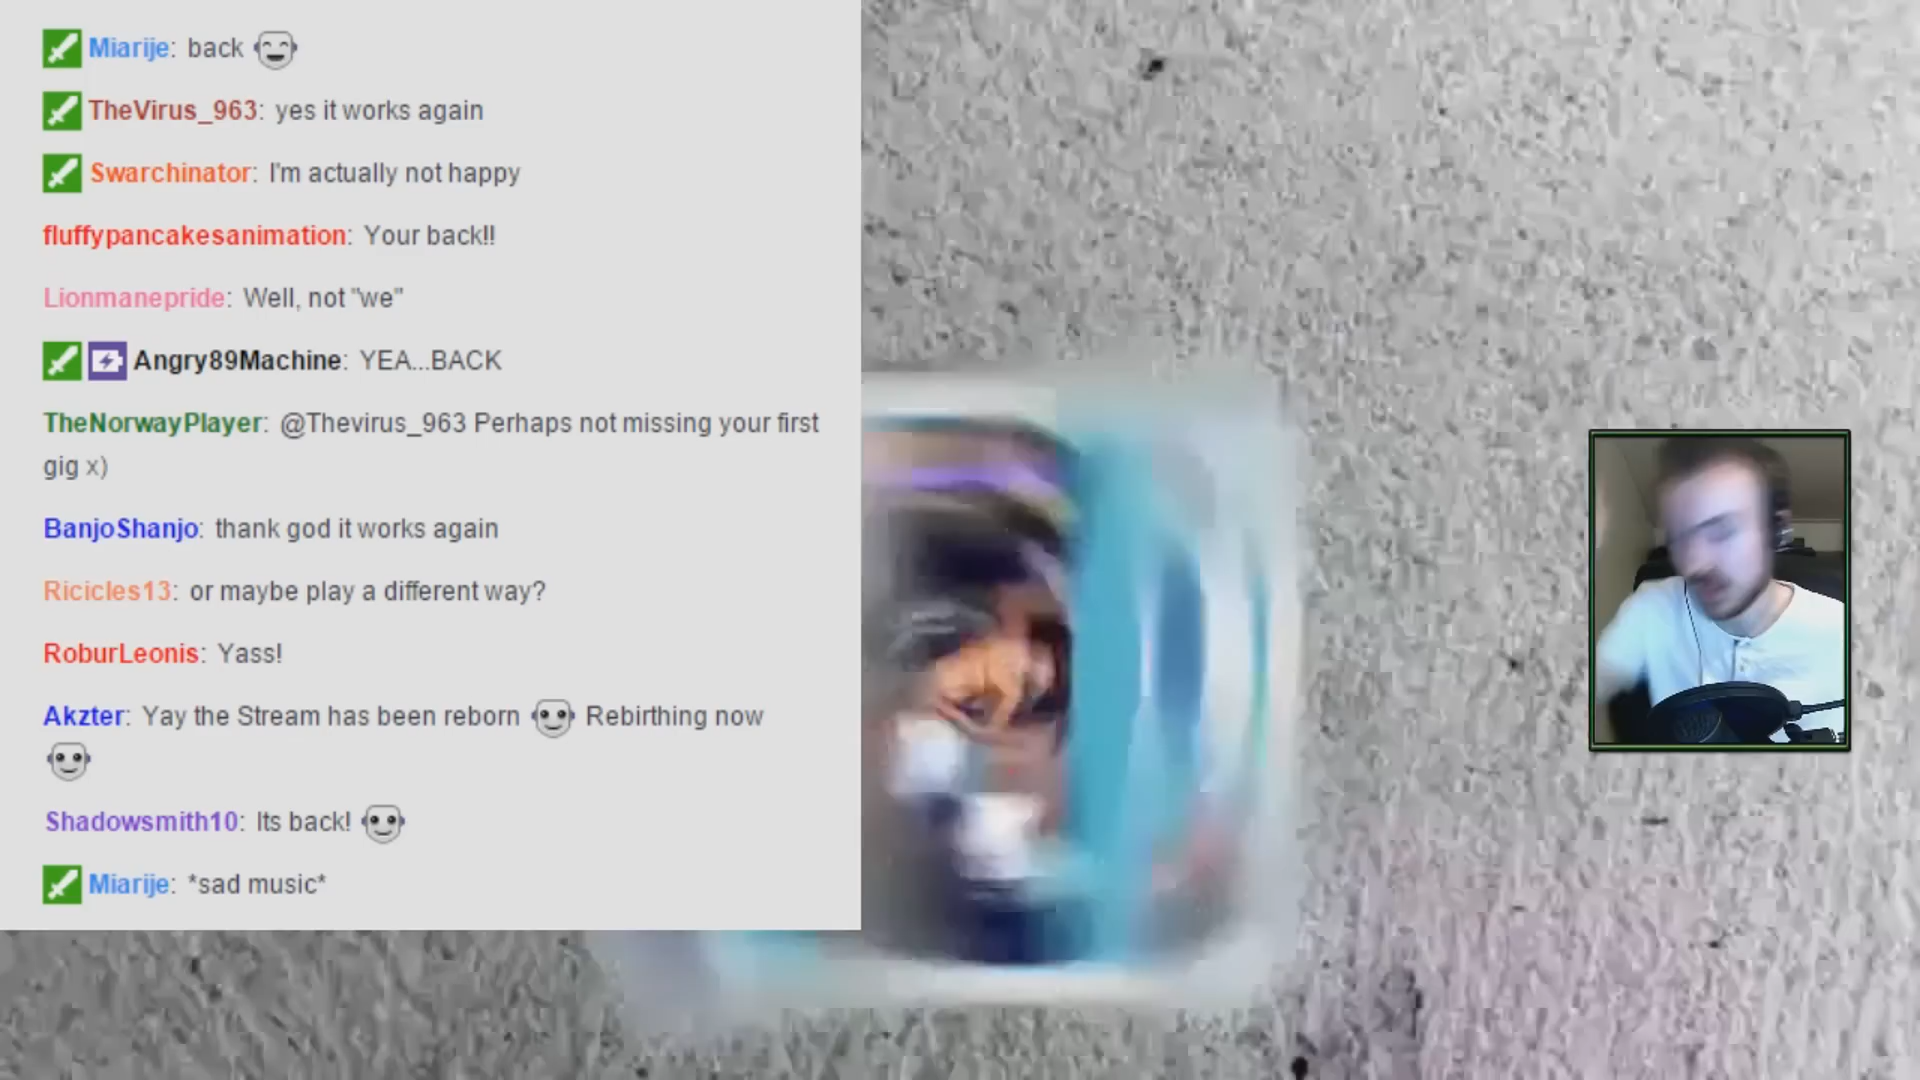 Miarije: back
TheVirus_963: yes it works again
Swarchinator: I'm actually not happy
fluffypancakesanimation: Your back!!
Lionmanepride: Well, not "we"
Angry89Machine: YEA...BACK
TheNorwayPlayer: @Thevirus_963 Perhaps not missing your first
gig x)
BanjoShanjo: thank god it works again
Ricicles13: or maybe play a different way?
RoburLeonis: Yass!
Akzter: Yay the Stream has been reborn Rebirthing now
Shadowsmith10: Its back!
Miarije: *sad music*